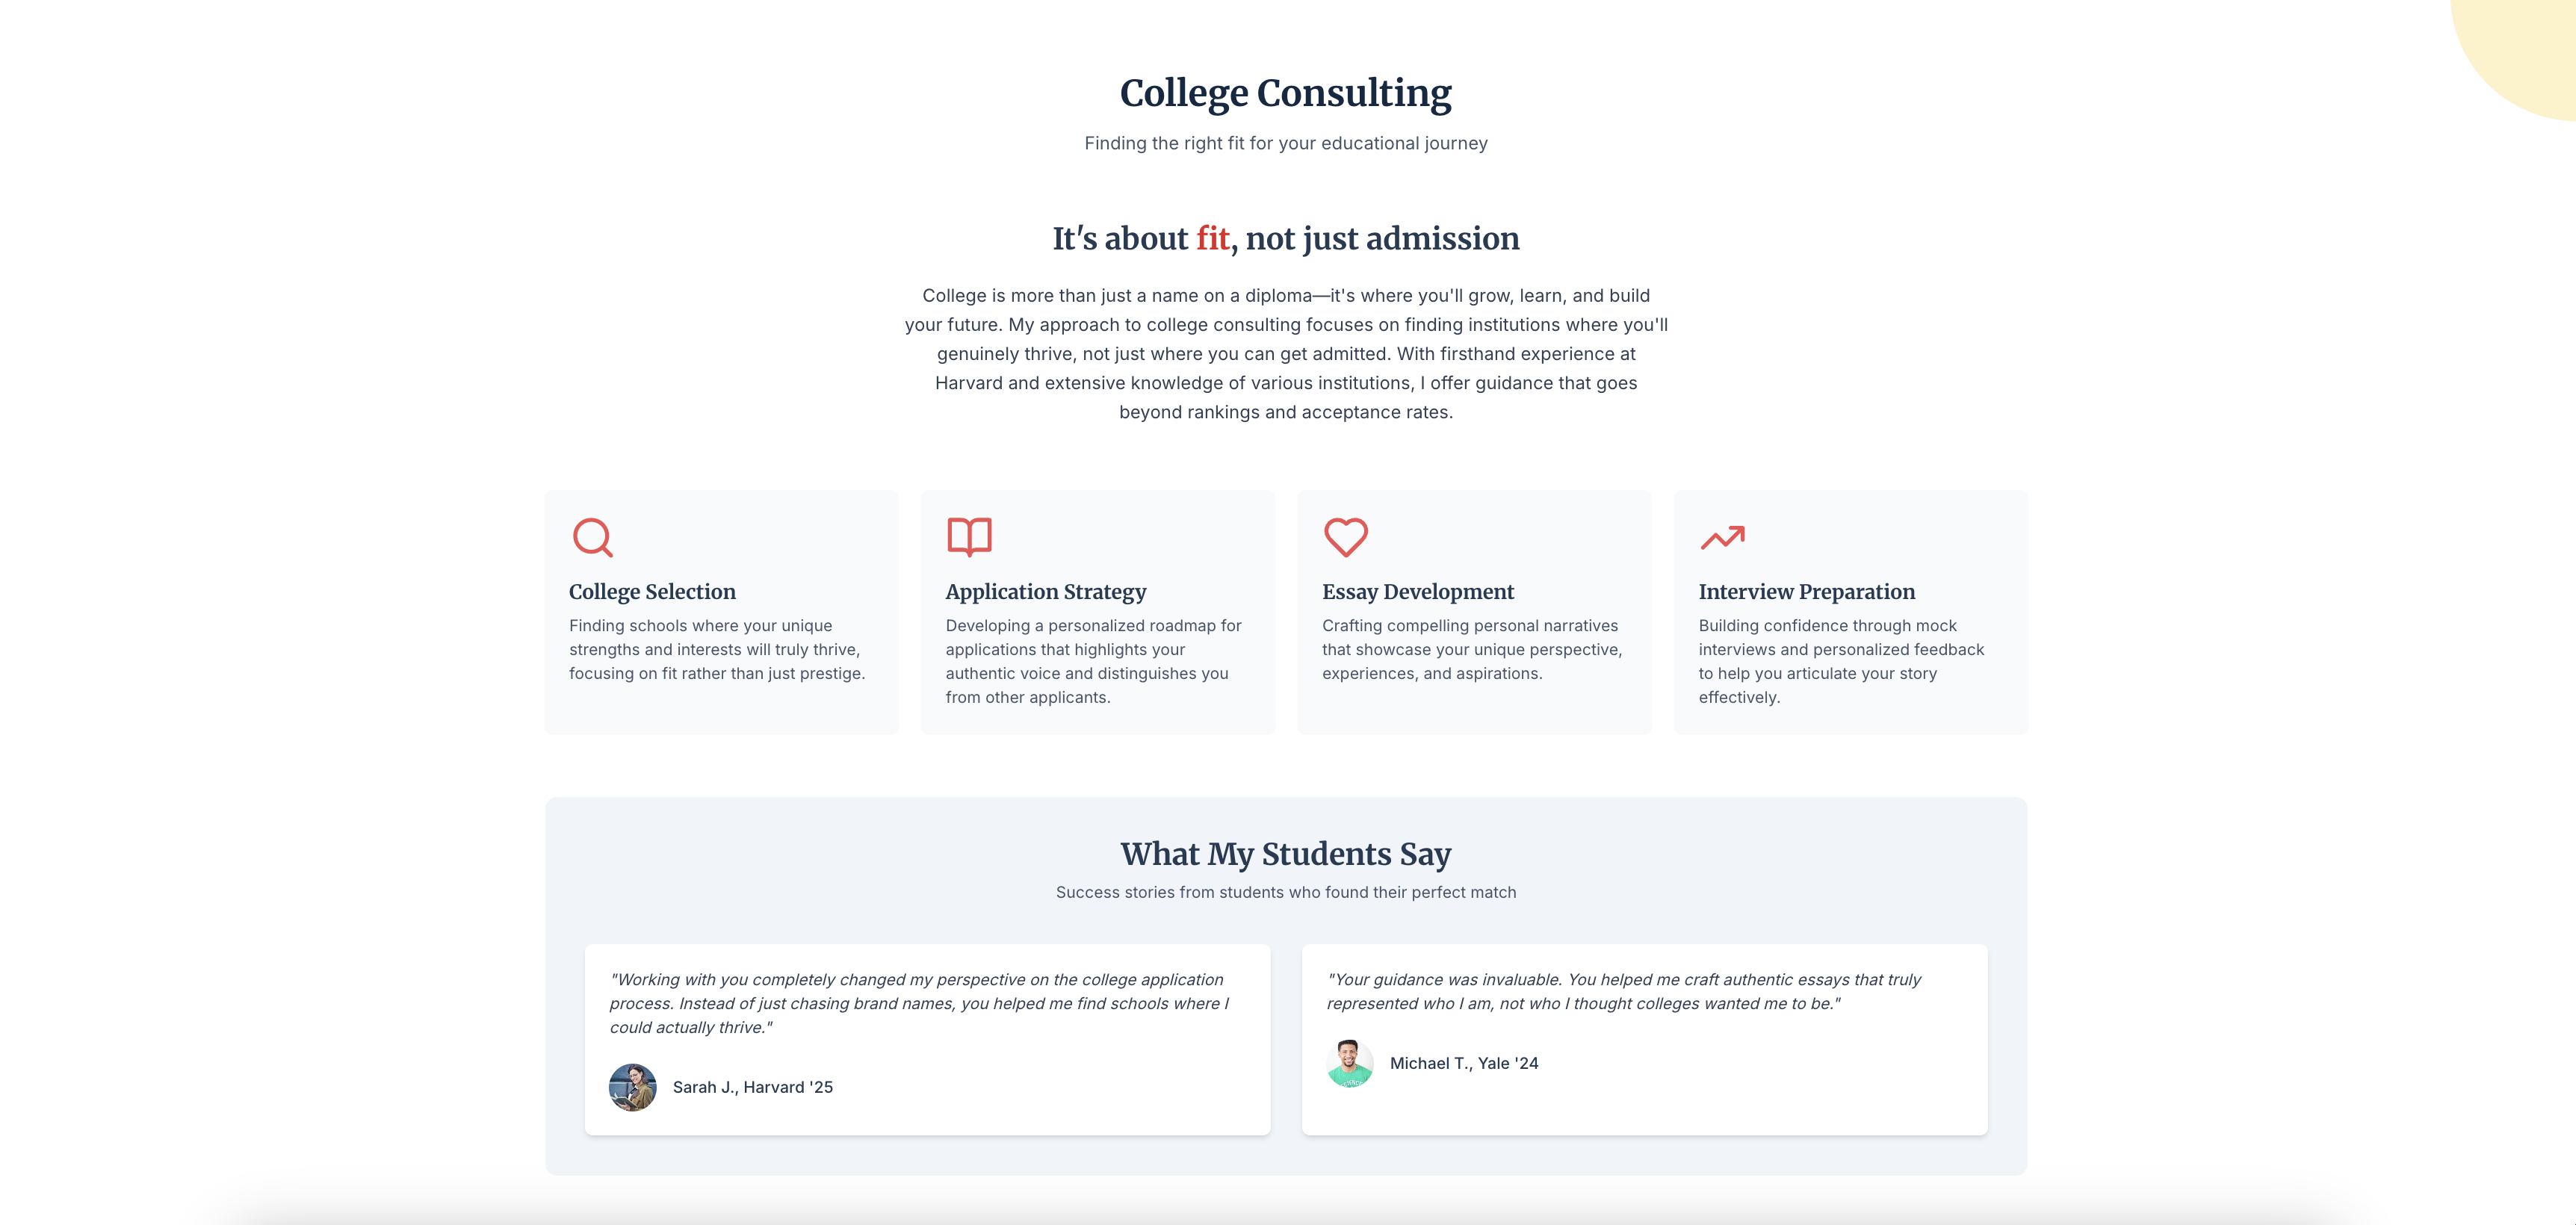 College Consulting
Finding the right fit for your educational journey
It's about fit, not just admission
College is more than just a name on a diploma—it's where you'll grow, learn, and build
your future. My approach to college consulting focuses on finding institutions where you'll
genuinely thrive, not just where you can get admitted. With firsthand experience at
Harvard and extensive knowledge of various institutions, I offer guidance that goes
beyond rankings and acceptance rates.
College Selection
Finding schools where your unique
strengths and interests will truly thrive,
focusing on fit rather than just prestige.
Application Strategy
Developing a personalized roadmap for
applications that highlights your
authentic voice and distinguishes you
from other applicants.
Essay Development
Crafting compelling personal narratives
that showcase your unique perspective,
experiences, and aspirations.
Interview Preparation
Building confidence through mock
interviews and personalized feedback
to help you articulate your story
effectively.
What My Students Say
Success stories from students who found their perfect match
"Working with you completely changed my perspective on the college application
process. Instead of just chasing brand names, you helped me find schools where I
could actually thrive."
Sarah J., Harvard '25
"Your guidance was invaluable. You helped me craft authentic essays that truly
represented who I am, not who I thought colleges wanted me to be."
Michael T., Yale '24